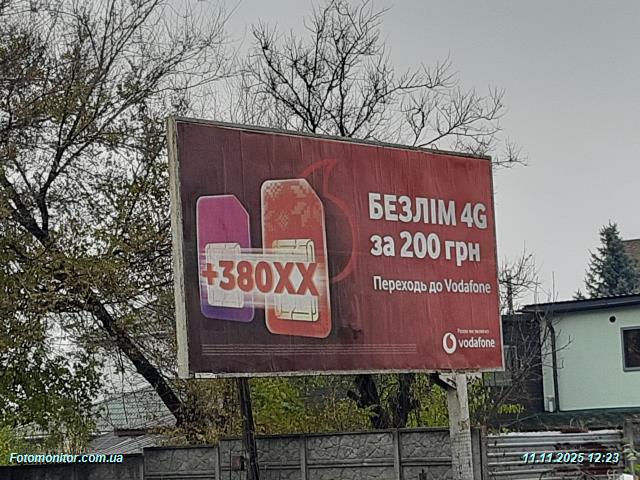 БЕЗЛІМ 4G
за 200 грн
+380XX
Переходь до Vodafone
vodafone
Fotomonitor.com.ua
11.11.2025 12:23